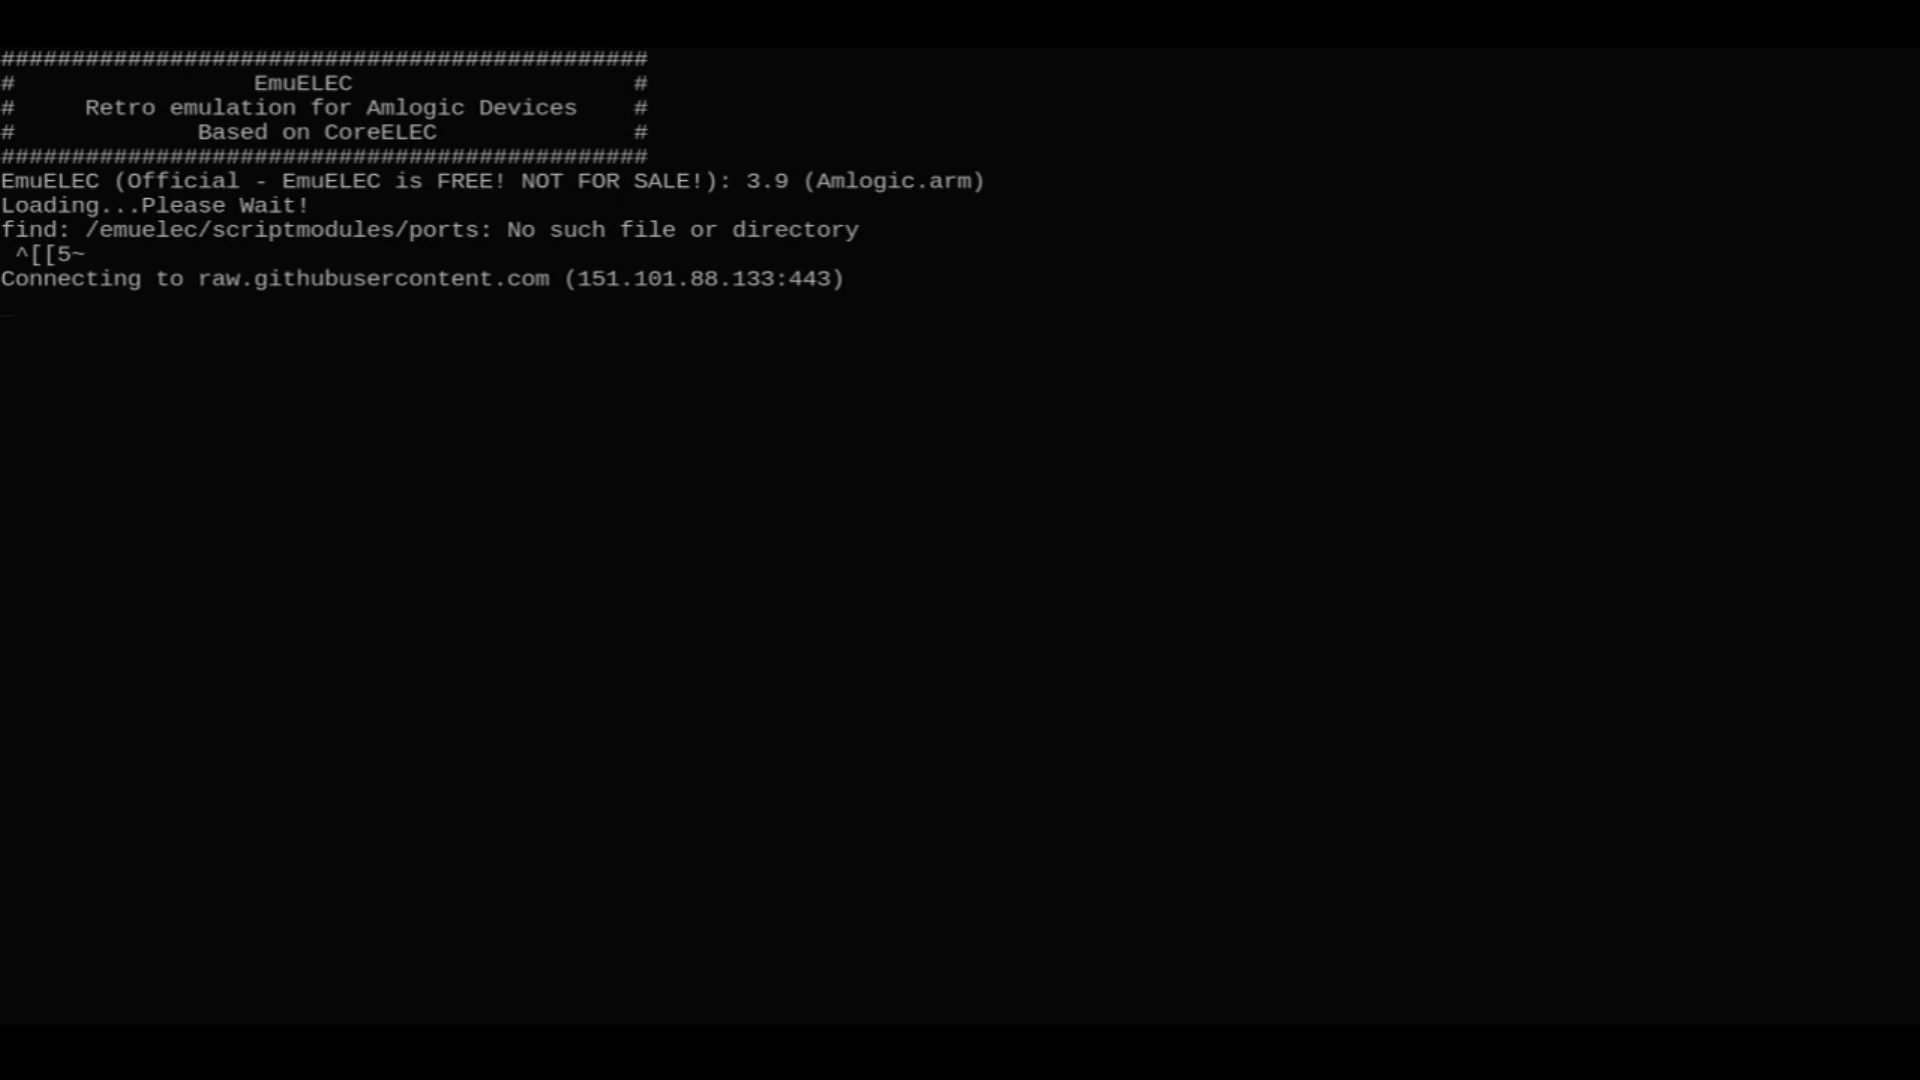 ##############################################
#                 EmuELEC                    #
#     Retro emulation for Amlogic Devices    #
#             Based on CoreELEC              #
##############################################
EmuELEC (Official - EmuELEC is FREE! NOT FOR SALE!): 3.9 (Amlogic.arm)
Loading...Please Wait!
find: /emuelec/scriptmodules/ports: No such file or directory
 ^[[5~
Connecting to raw.githubusercontent.com (151.101.88.133:443)